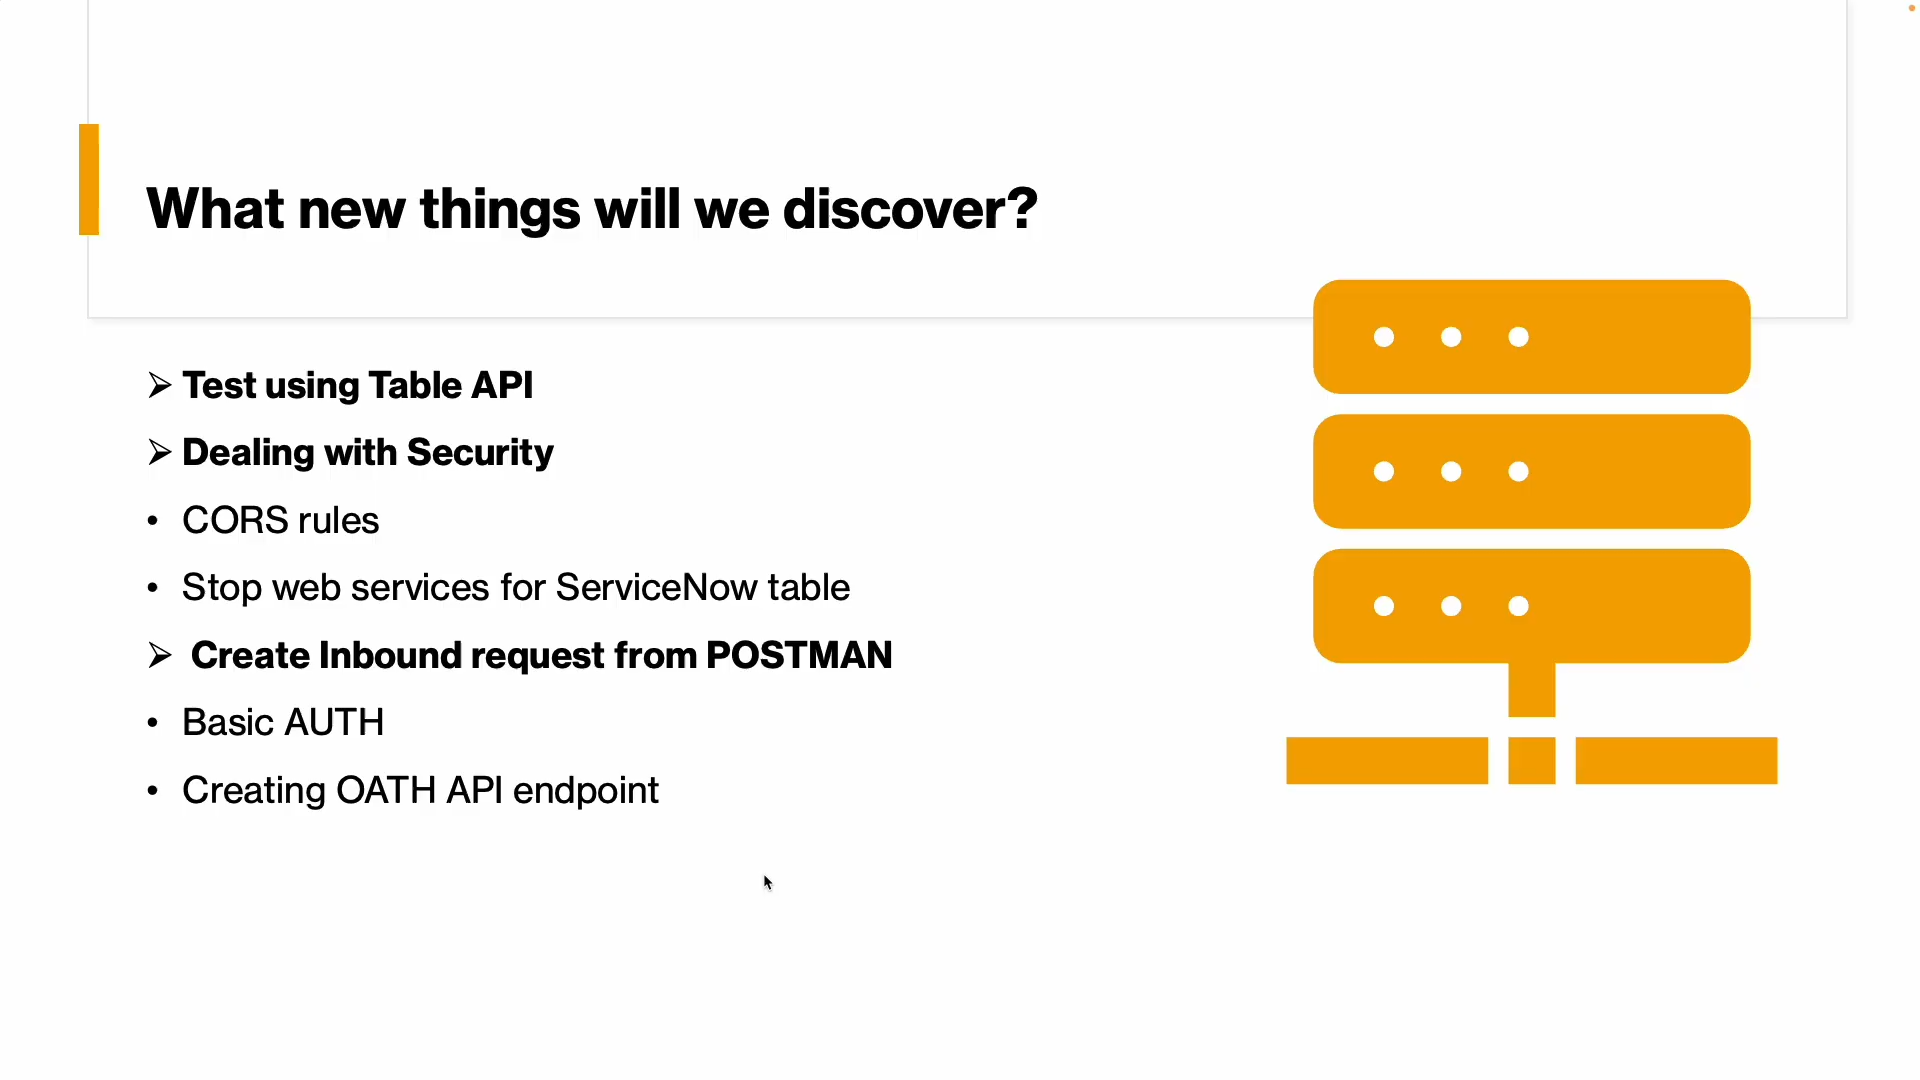 What new things will we discover?
➢ Test using Table API
➢ Dealing with Security
• CORS rules
• Stop web services for ServiceNow table
➢ Create Inbound request from POSTMAN
• Basic AUTH
• Creating OATH API endpoint